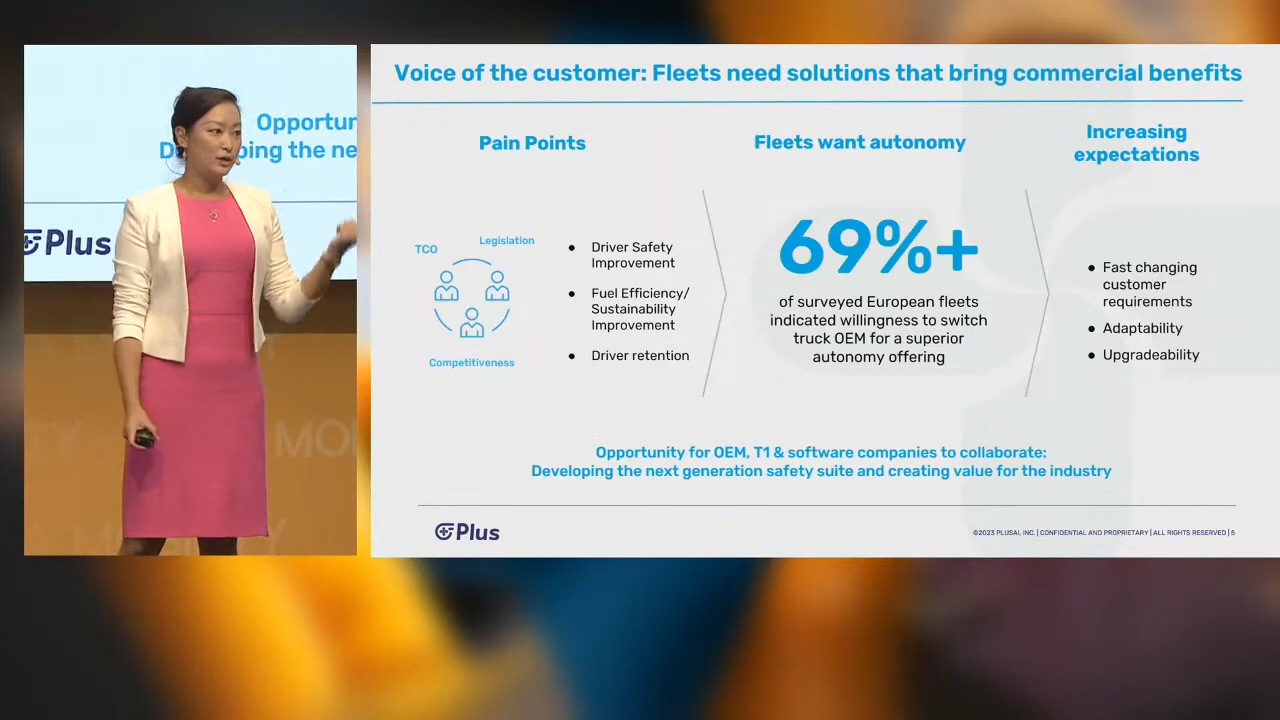 Opportun
Developing the ne
Plus
MOI
Voice of the customer: Fleets need solutions that bring commercial benefits
Pain Points
TCO
Legislation
Competitiveness
● Driver Safety
Improvement
● Fuel Efficiency/
Sustainability
Improvement
● Driver retention
Fleets want autonomy
69%+
of surveyed European fleets
indicated willingness to switch
truck OEM for a superior
autonomy offering
Increasing
expectations
● Fast changing
customer
requirements
● Adaptability
● Upgradeability
Opportunity for OEM, T1 & software companies to collaborate:
Developing the next generation safety suite and creating value for the industry
Plus
©2023 PLUSAI, INC. | CONFIDENTIAL AND PROPRIETARY | ALL RIGHTS RESERVED | 5